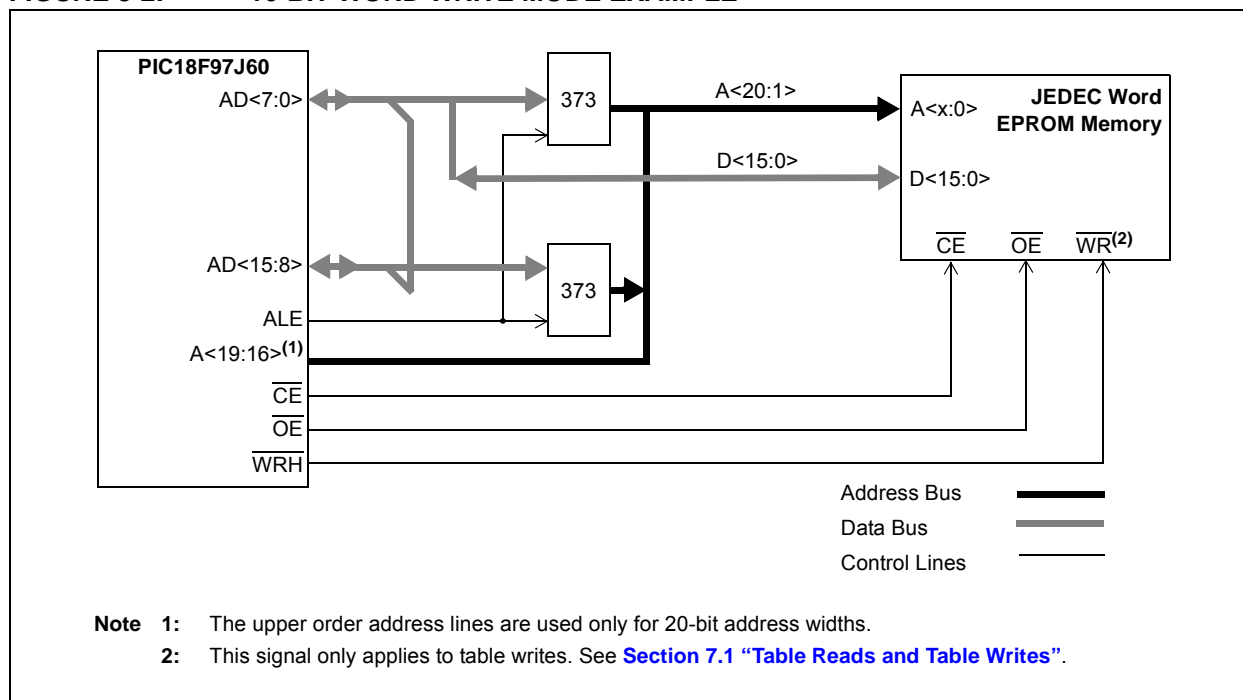 PIC18F97J60
AD<7:0>
373
A<20:1>
A<x:0>
JEDEC Word
EPROM Memory
D<15:0>
D<15:0>
CE OE WR(2)
AD<15:8>
373
ALE
A<19:16>(1)
CE
OE
WRH
Address Bus
Data Bus
Control Lines
Note 1: The upper order address lines are used only for 20-bit address widths.
2: This signal only applies to table writes. See Section 7.1 “Table Reads and Table Writes”.